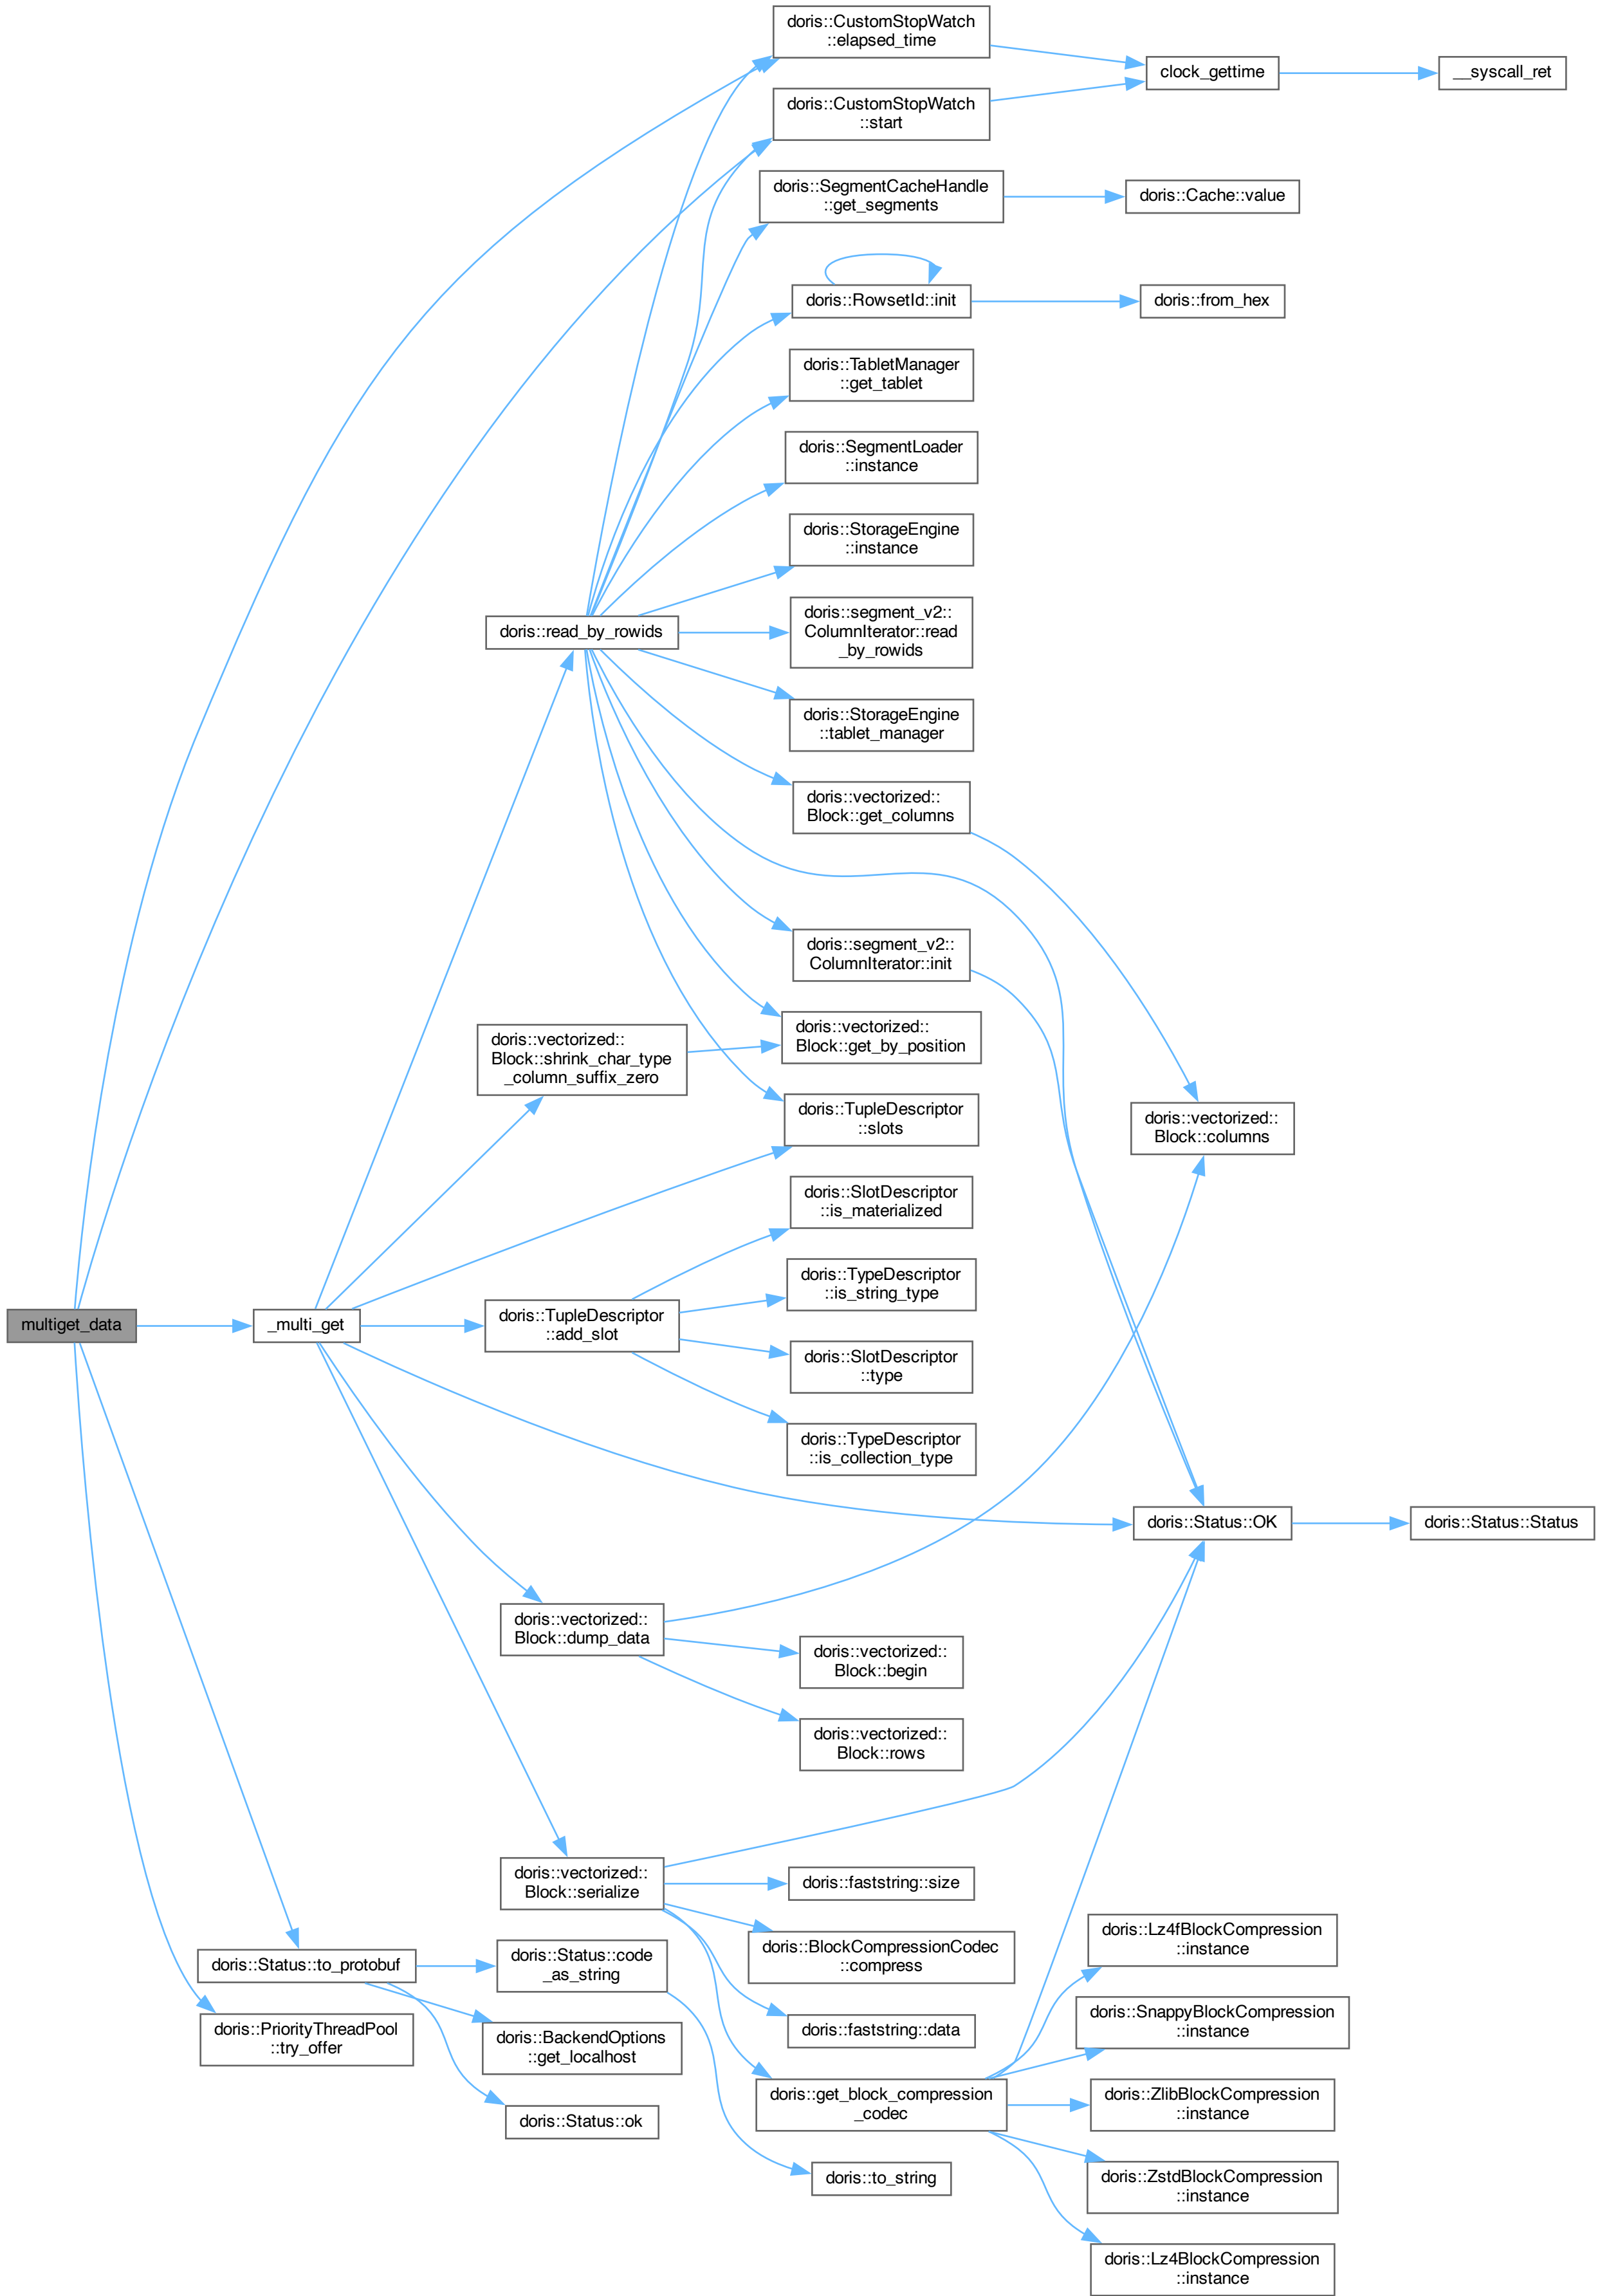 doris::CustomStopWatch
::elapsed_time
clock_gettime
__syscall_ret
doris::CustomStopWatch
::start
doris::SegmentCacheHandle
::get_segments
doris::Cache::value
doris::RowsetId::init
doris::from_hex
doris::TabletManager
::get_tablet
doris::SegmentLoader
::instance
doris::StorageEngine
::instance
doris::read_by_rowids
doris::segment_v2::
ColumnIterator::read
_by_rowids
doris::StorageEngine
::tablet_manager
doris::vectorized::
Block::get_columns
doris::segment_v2::
ColumnIterator::init
doris::vectorized::
Block::shrink_char_type
_column_suffix_zero
doris::vectorized::
Block::get_by_position
doris::TupleDescriptor
::slots
doris::vectorized::
Block::columns
doris::SlotDescriptor
::is_materialized
multiget_data
_multi_get
doris::TupleDescriptor
::add_slot
doris::TypeDescriptor
::is_string_type
doris::SlotDescriptor
::type
doris::TypeDescriptor
::is_collection_type
doris::Status::OK
doris::Status::Status
doris::vectorized::
Block::dump_data
doris::vectorized::
Block::begin
doris::vectorized::
Block::rows
doris::vectorized::
Block::serialize
doris::faststring::size
doris::BlockCompressionCodec
::compress
doris::Lz4fBlockCompression
::instance
doris::Status::to_protobuf
doris::Status::code
_as_string
doris::PriorityThreadPool
::try_offer
doris::BackendOptions
::get_localhost
doris::faststring::data
doris::SnappyBlockCompression
::instance
doris::Status::ok
doris::get_block_compression
_codec
doris::ZlibBlockCompression
::instance
doris::to_string
doris::ZstdBlockCompression
::instance
doris::Lz4BlockCompression
::instance